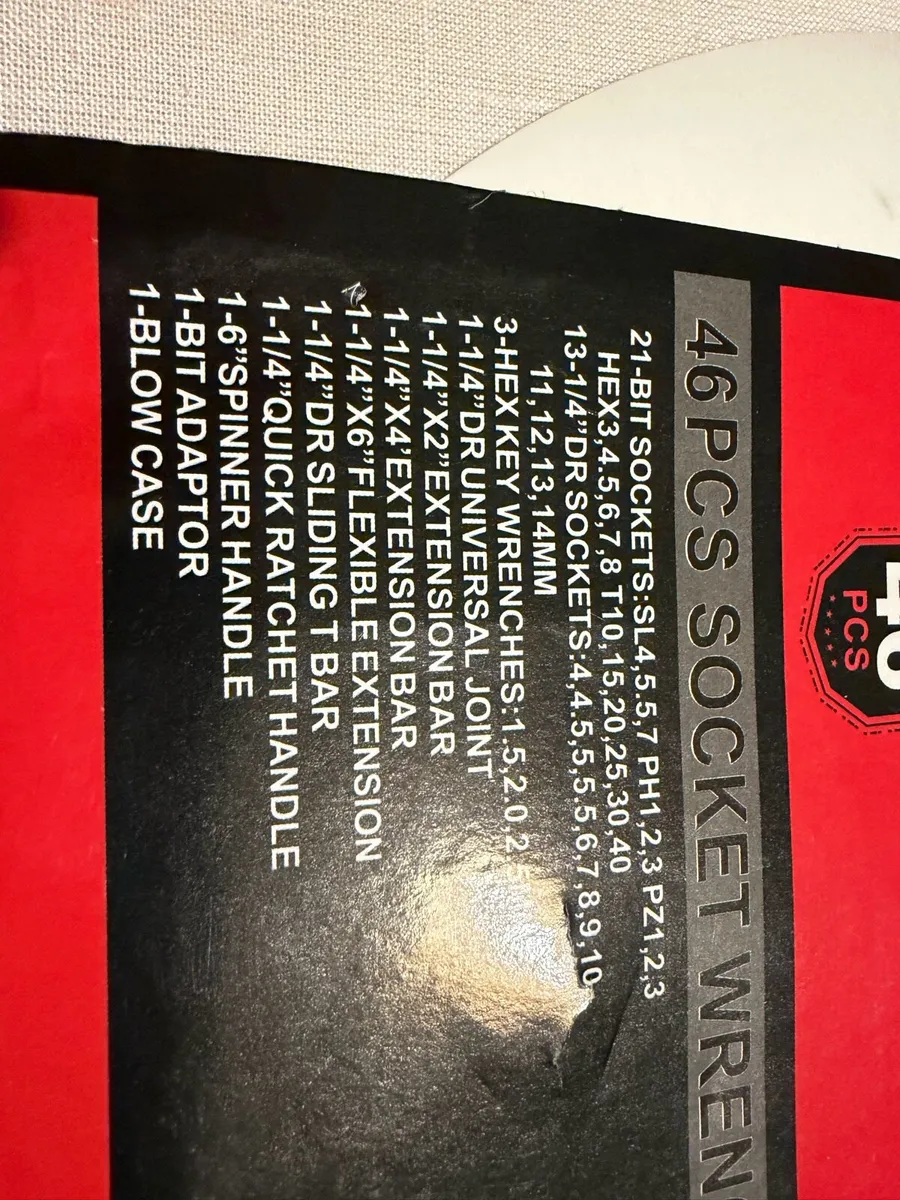 46
PCS
46PCS SOCKET WREN
21-BIT SOCKETS:SL4,5.5,7 PH1,2,3 PZ1,2,3
HEX3,4.5,6,7,8 T10,15,20,25,30,40
13-1/4”DR SOCKETS:4,4.5,5,5.5,6,7,8,9,10
11,12,13,14MM
3-HEX KEY WRENCHES:1.5,2.0,2.5
1-1/4”DR UNIVERSAL JOINT
1-1/4”X2”EXTENSION BAR
1-1/4”X4'EXTENSION BAR
1-1/4”X6”FLEXIBLE EXTENSION
1-1/4”DR SLIDING T BAR
1-1/4”QUICK RATCHET HANDLE
1-6”SPINNER HANDLE
1-BIT ADAPTOR
1-BLOW CASE